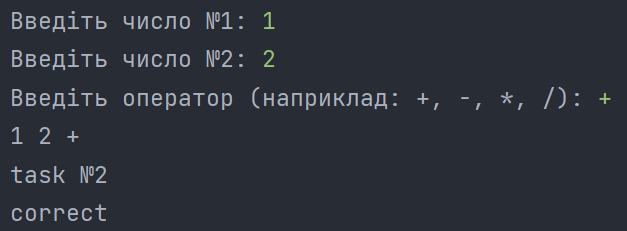 Введіть число №1: 1
Введіть число №2: 2
Введіть оператор (наприклад: +, -, *, /): +
1 2 +
task №2
correct